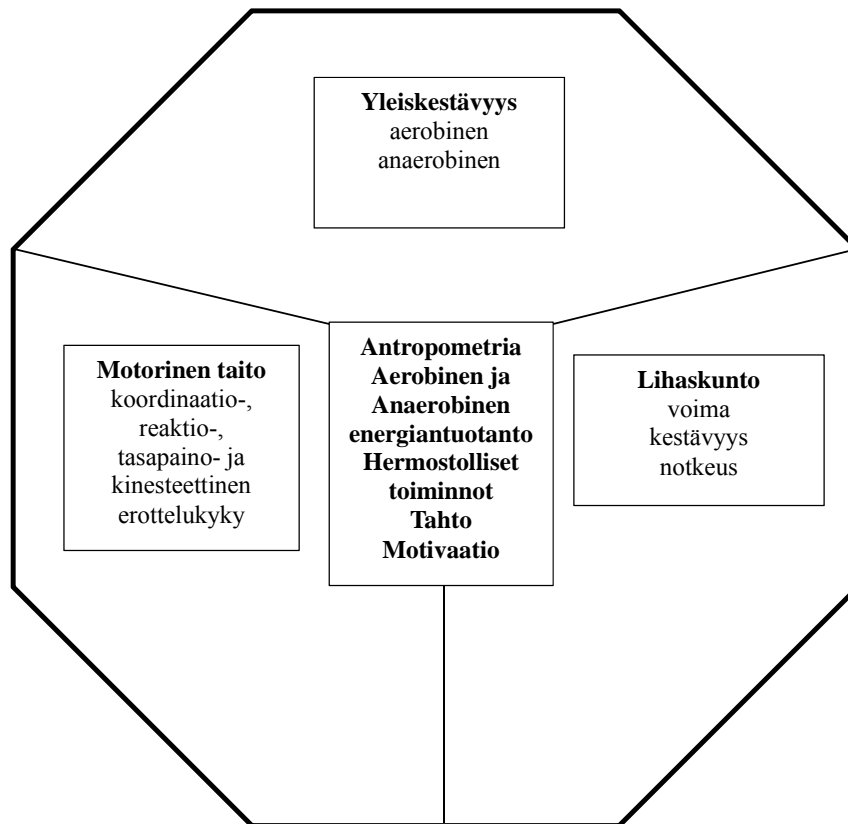 Yleiskestävyys
aerobinen
anaerobinen
Motorinen taito
koordinaatio-,
reaktio-,
tasapaino- ja
kinesteettinen
erottelukyky
Antropometria
Aerobinen ja
Anaerobinen
energiantuotanto
Hermostolliset
toiminnot
Tahto
Motivaatio
Lihaskunto
voima
kestävyys
notkeus